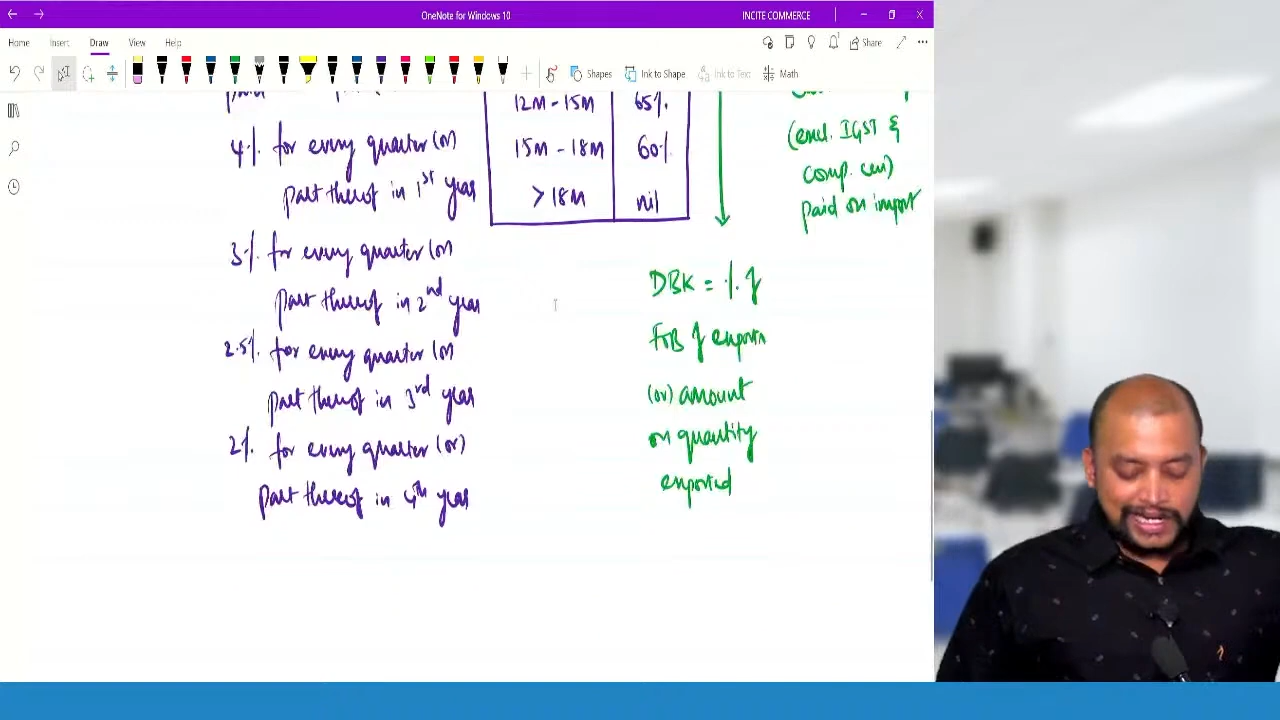 OneNote for Windows 10
INCITE COMMERCE
Home
Insert
Draw
View
Help
Share
Shapes
Ink to Shape
Ink to Text
Math
4% for every quarter (or)
part thereof in 1st year
3% for every quarter (or)
part thereof in 2nd year
2.5% for every quarter (or)
part thereof in 3rd year
2% for every quarter (or)
part thereof in 4th year
12M - 15M 65%
15M - 18M 60%
> 18M nil
(excl. IGST &
comp. cess)
paid on import
DBK = % of
FOB of exports
(or) amount
on quantity
exported